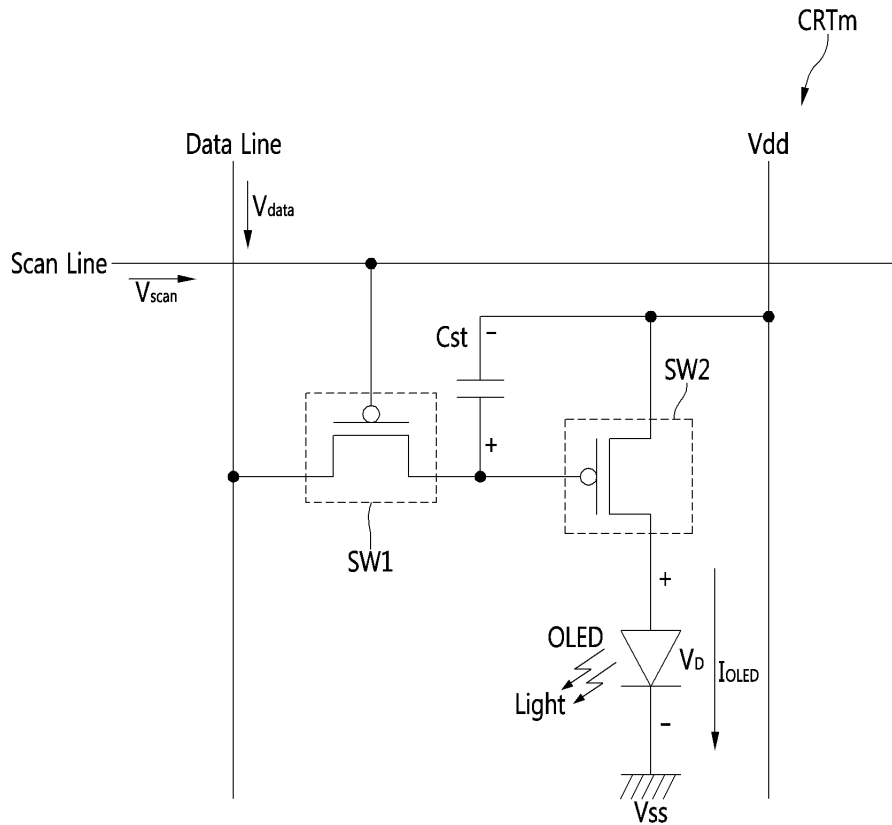 CRTm
Data Line
Vdd
Vdata
Scan Line
Vscan
Cst
−
SW2
+
SW1
+
OLED
VD
IOLED
Light
−
Vss